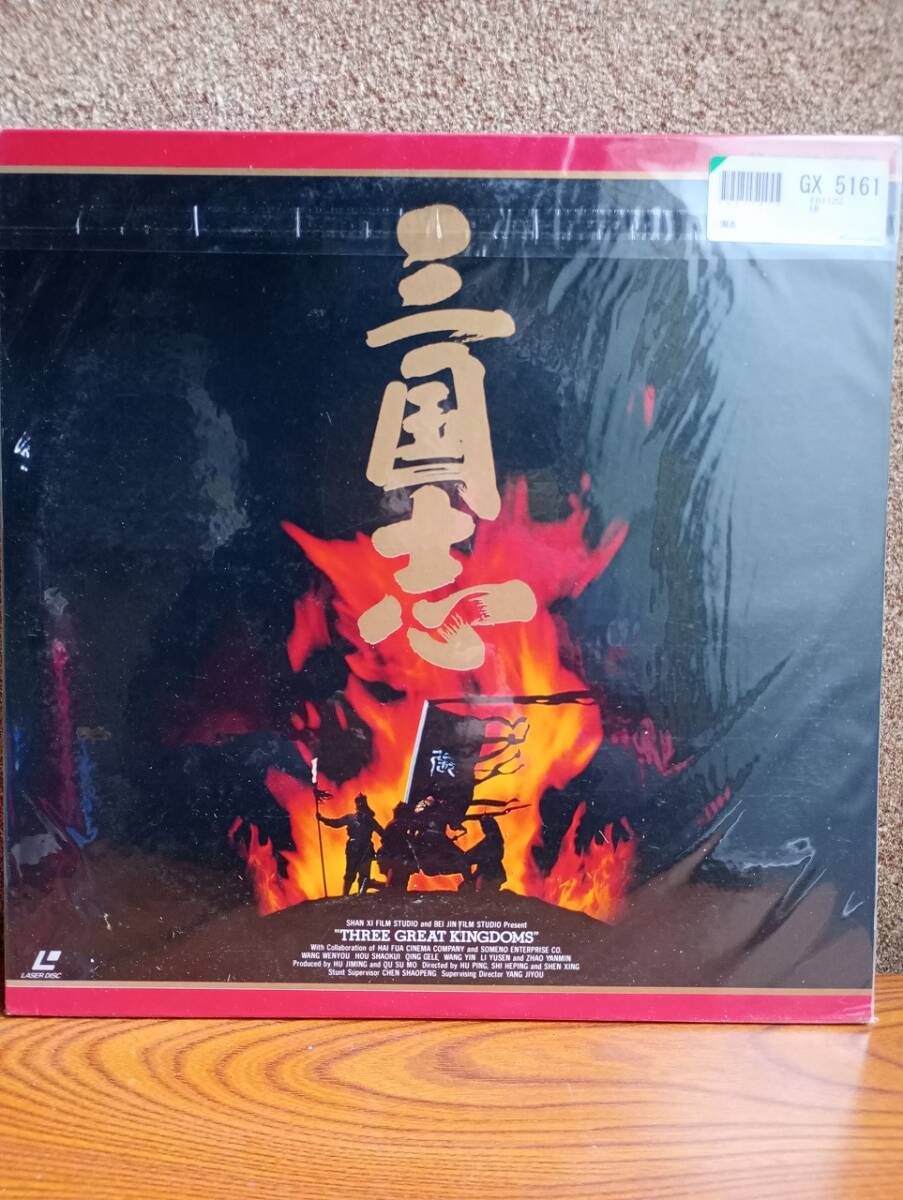 GX 5161
三国志
SHAN XI FILM STUDIO and BEI JIN FILM STUDIO Present
"THREE GREAT KINGDOMS"
With Collaboration of HAI FUA CINEMA COMPANY and SOMENO ENTERPRISE CO.
WANG WENYOU HOU SHAOKUI QING GELE, WANG YIN LI YUSEN and ZHAO YANMIN
Produced by HU JIMING and QU SU MO Directed by HU PING, SHI HEPING and SHEN XING
Stunt Supervisor CHEN SHAOPENG Supervising Director YANG JIYOU
LASER DISC